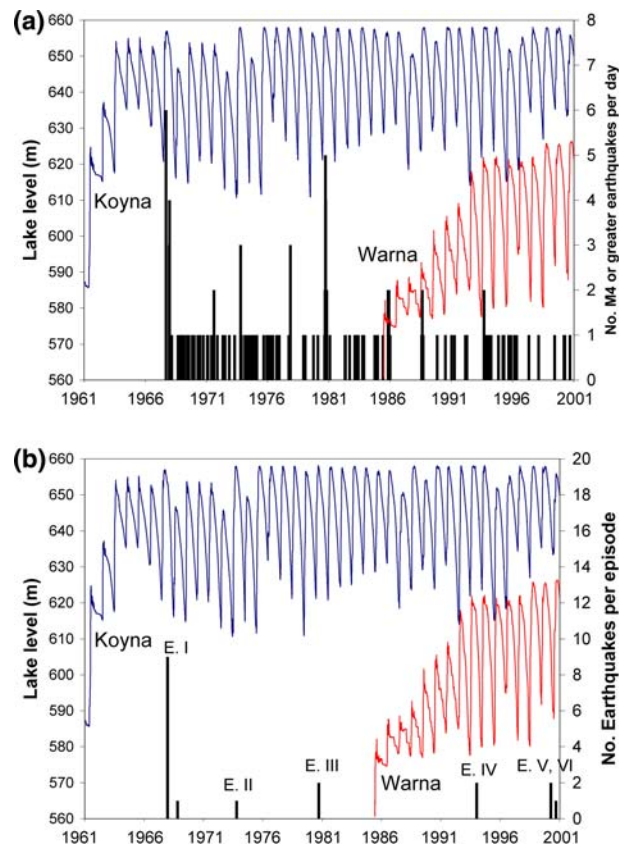 (a)
660
650
640
630
620
610
600
590
580
570
560
Lake level (m)
Koyna
Warna
8
7
6
5
4
3
2
1
0
No. M4 or greater earthquakes per day
1961 1966 1971 1976 1981 1986 1991 1996 2001
(b)
660
650
640
630
620
610
600
590
580
570
560
Lake level (m)
Koyna
E. I
E. II
E. III
Warna
E. IV
E. V, VI
20
18
16
14
12
10
8
6
4
2
0
No. Earthquakes per episode
1961 1966 1971 1976 1981 1986 1991 1996 2001